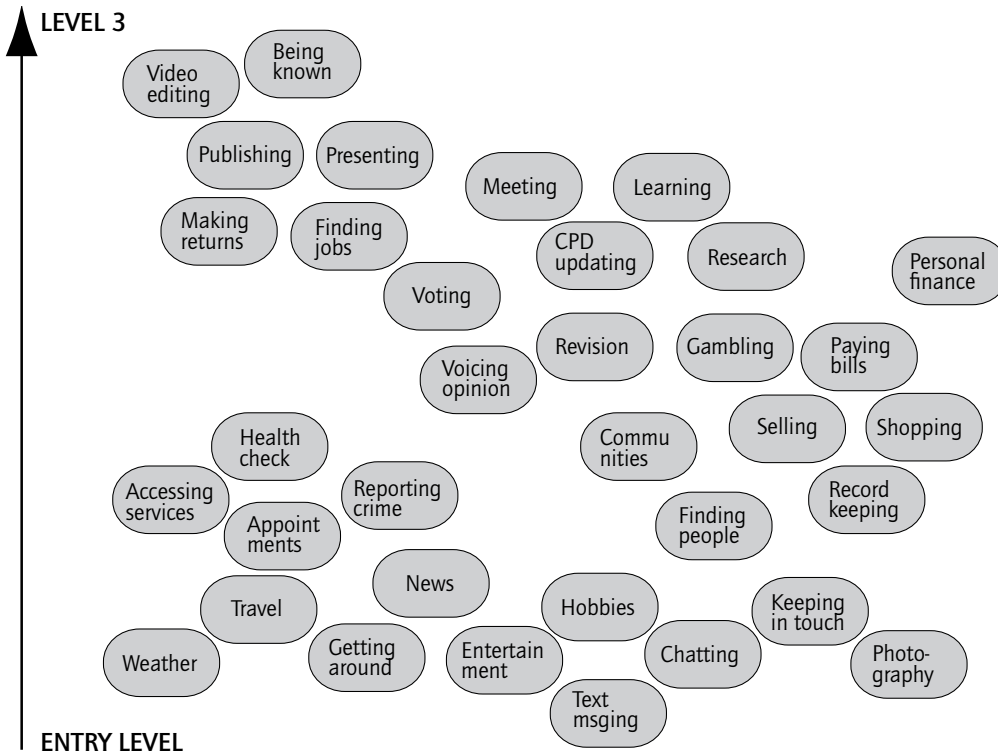 LEVEL 3
Being
known
Video
editing
Publishing
Presenting
Meeting
Learning
Making
returns
Finding
jobs
CPD
updating
Research
Personal
finance
Voting
Revision
Gambling
Paying
bills
Voicing
opinion
Selling
Shopping
Health
check
Commu
nities
Accessing
services
Reporting
crime
Record
keeping
Appoint
ments
Finding
people
News
Travel
Hobbies
Keeping
in touch
Weather
Getting
around
Entertain
ment
Chatting
Photo-
graphy
Text
msging
ENTRY LEVEL